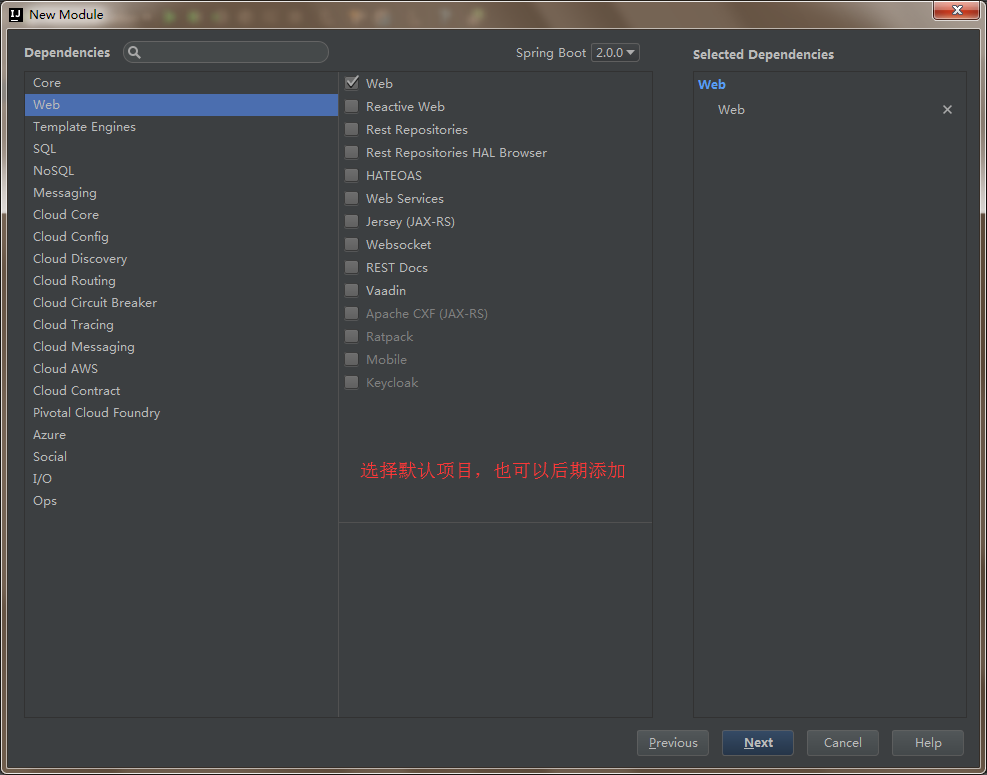 New Module
Dependencies
Spring Boot 2.0.0
Selected Dependencies
Core
Web
Template Engines
SQL
NoSQL
Messaging
Cloud Core
Cloud Config
Cloud Discovery
Cloud Routing
Cloud Circuit Breaker
Cloud Tracing
Cloud Messaging
Cloud AWS
Cloud Contract
Pivotal Cloud Foundry
Azure
Social
I/O
Ops
Web
Reactive Web
Rest Repositories
Rest Repositories HAL Browser
HATEOAS
Web Services
Jersey (JAX-RS)
Websocket
REST Docs
Vaadin
Apache CXF (JAX-RS)
Ratpack
Mobile
Keycloak
选择默认项目，也可以后期添加
Web
Web
Previous
Next
Cancel
Help